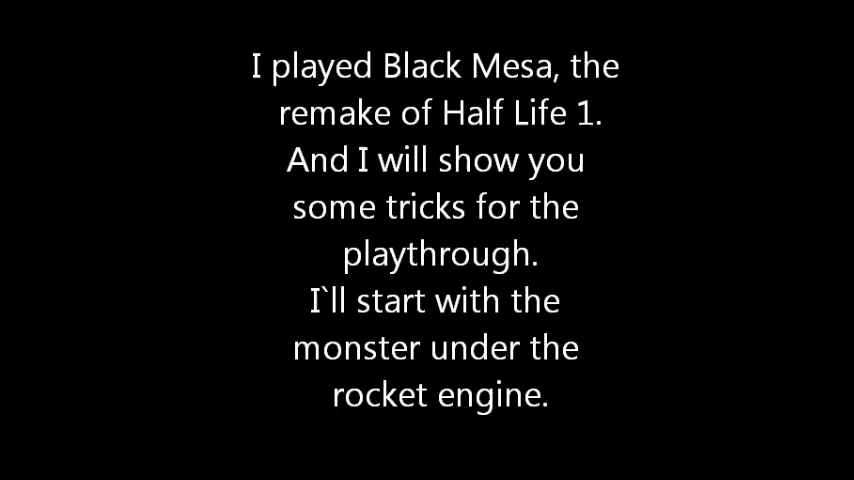 I played Black Mesa, the
remake of Half Life 1.
And I will show you
some tricks for the
playthrough.
I`ll start with the
monster under the
rocket engine.